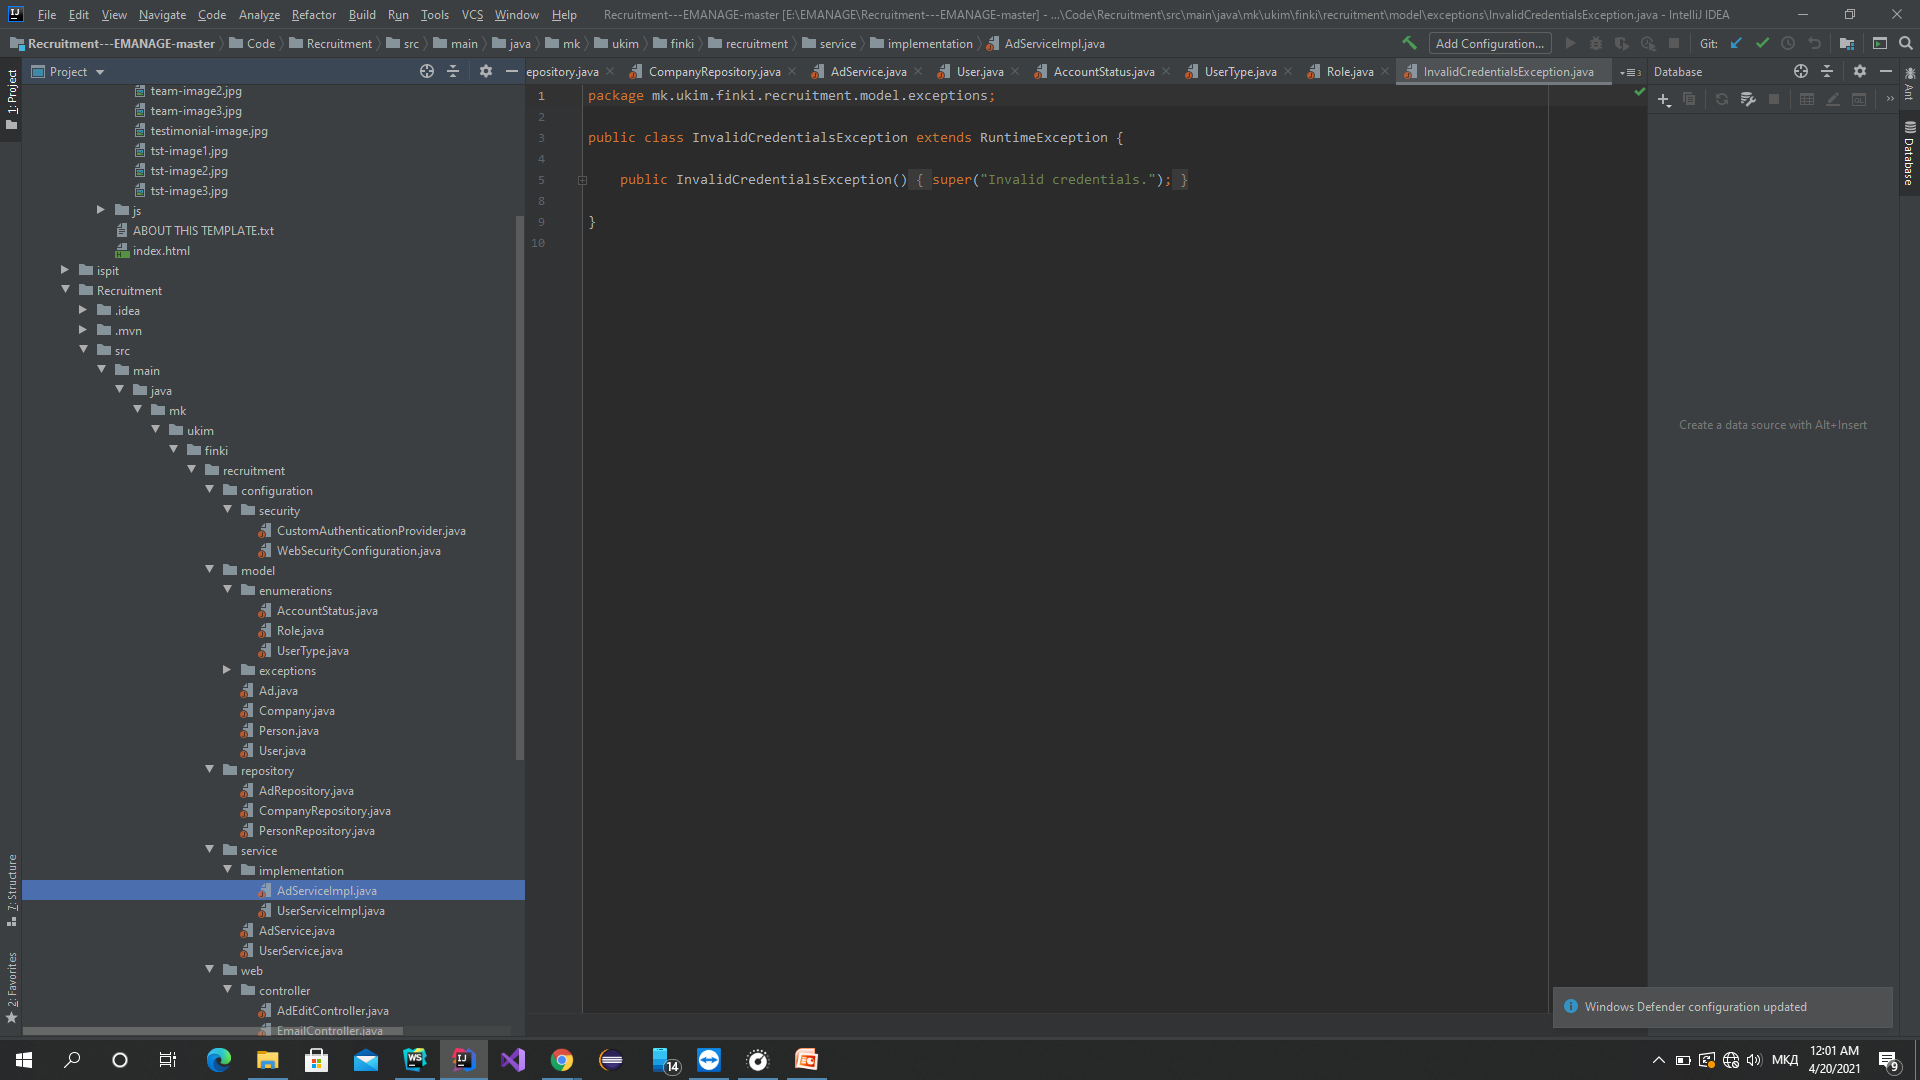 File Edit View Navigate Code Analyze Refactor Build Run Tools VCS Window Help Recruitment---EMANAGE-master [E:\EMANAGE\Recruitment---EMANAGE-master] - ...\Code\Recruitment\src\main\java\mk\ukim\finki\recruitment\model\exceptions\InvalidCredentialsException.java - IntelliJ IDEA
Recruitment---EMANAGE-master Code Recruitment src main java mk ukim finki recruitment service implementation AdServiceImpl.java Add Configuration... Git:
Project
epository.java CompanyRepository.java AdService.java User.java AccountStatus.java UserType.java Role.java InvalidCredentialsException.java
Database
1: Project
7: Structure
2: Favorites
team-image2.jpg
team-image3.jpg
testimonial-image.jpg
tst-image1.jpg
tst-image2.jpg
tst-image3.jpg
js
ABOUT THIS TEMPLATE.txt
index.html
ispit
Recruitment
.idea
.mvn
src
main
java
mk
ukim
finki
recruitment
configuration
security
CustomAuthenticationProvider.java
WebSecurityConfiguration.java
model
enumerations
AccountStatus.java
Role.java
UserType.java
exceptions
Ad.java
Company.java
Person.java
User.java
repository
AdRepository.java
CompanyRepository.java
PersonRepository.java
service
implementation
AdServiceImpl.java
UserServiceImpl.java
AdService.java
UserService.java
web
controller
AdEditController.java
EmailController.java
1 package mk.ukim.finki.recruitment.model.exceptions;
2
3 public class InvalidCredentialsException extends RuntimeException {
4
5 public InvalidCredentialsException() { super("Invalid credentials."); }
8
9 }
10
Create a data source with Alt+Insert
Ant
Database
Windows Defender configuration updated
14
МКД
12:01 AM
4/20/2021
9